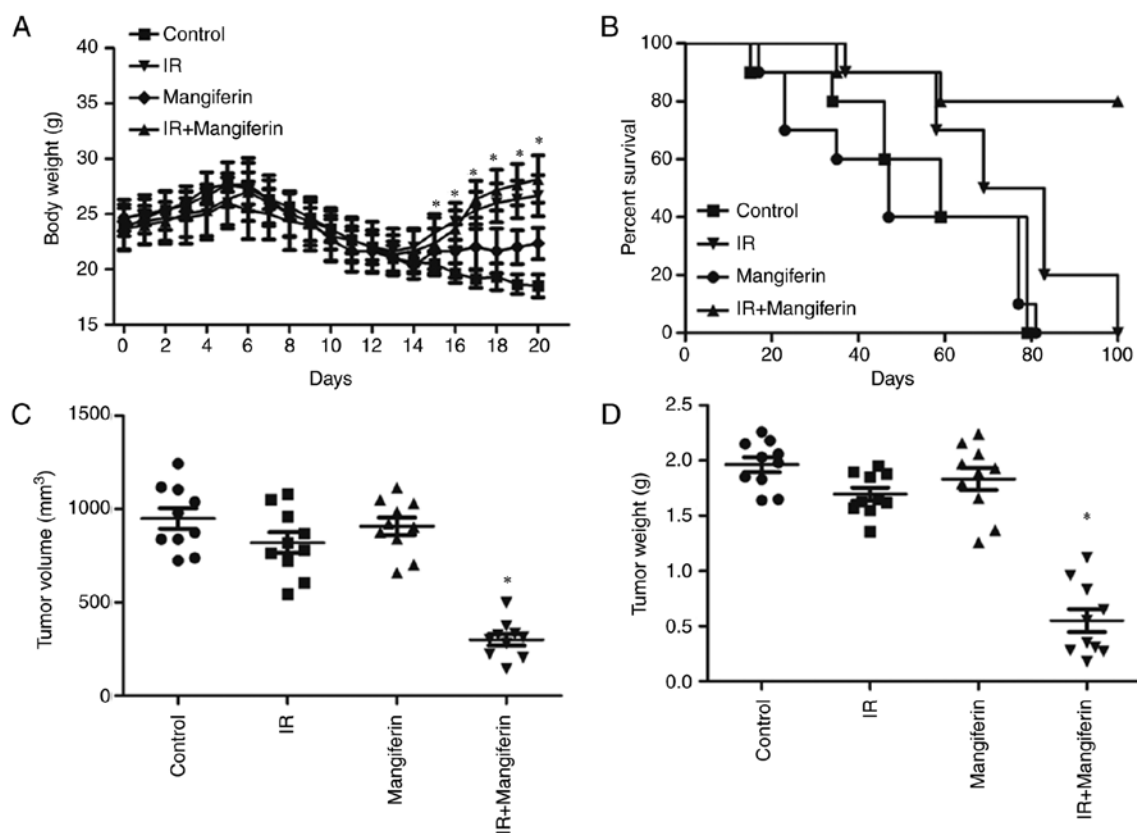 A
Control
IR
Mangiferin
IR+Mangiferin
Body weight (g)
40
35
30
25
20
15
* * * * * *
0 2 4 6 8 10 12 14 16 18 20
Days
B
Percent survival
100
80
60
40
20
0
Control
IR
Mangiferin
IR+Mangiferin
0 20 40 60 80 100
Days
C
Tumor volume (mm³)
1500
1000
500
0
*
Control
IR
Mangiferin
IR+Mangiferin
D
Tumor weight (g)
2.5
2.0
1.5
1.0
0.5
0.0
*
Control
IR
Mangiferin
IR+Mangiferin